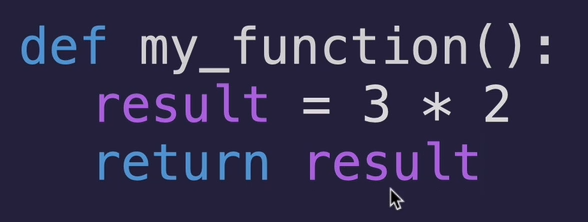 def my_function():
    result = 3 * 2
    return result